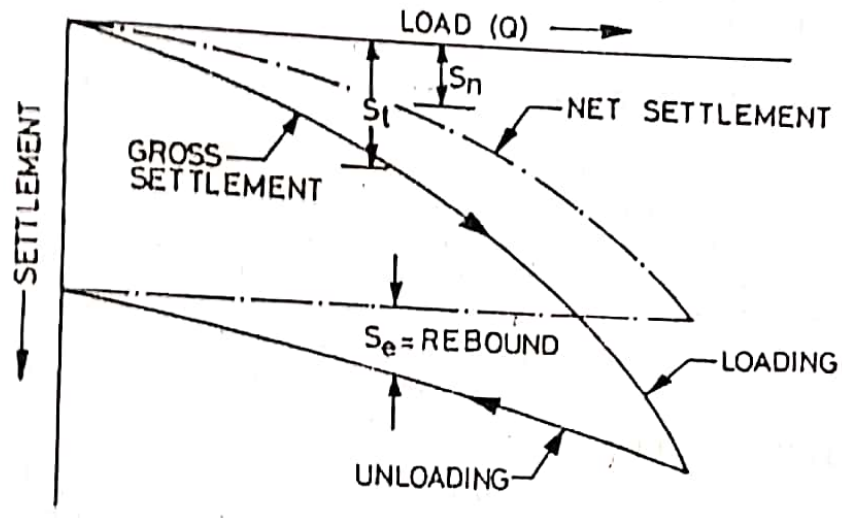 LOAD (Q)
Sn
St
NET SETTLEMENT
GROSS
SETTLEMENT
SETTLEMENT
Se = REBOUND
LOADING
UNLOADING